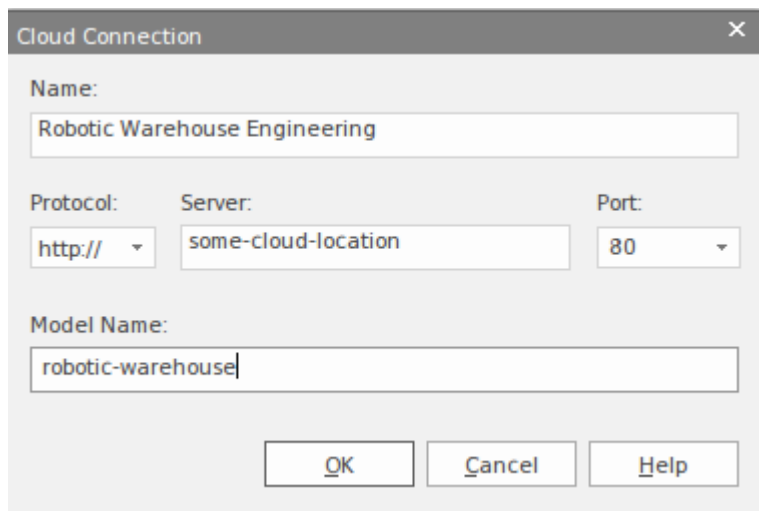 Cloud Connection
Name:
Robotic Warehouse Engineering
Protocol: Server: Port:
http:// some-cloud-location 80
Model Name:
robotic-warehouse
OK Cancel Help